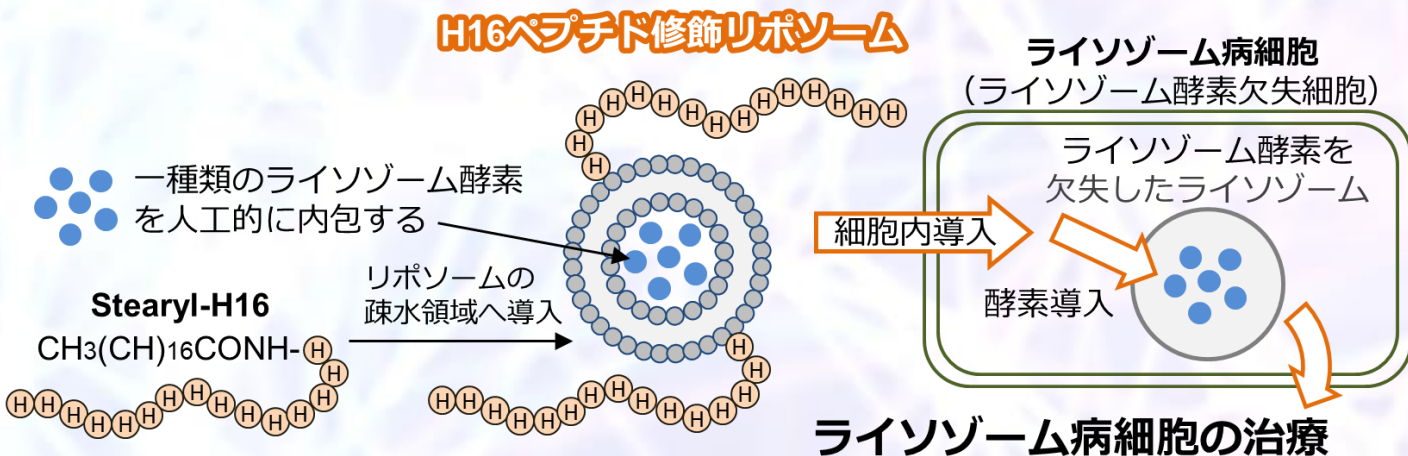 H16ペプチド修飾リポソーム
ライソゾーム病細胞
（ライソゾーム酵素欠失細胞）
一種類のライソゾーム酵素
を人工的に内包する
リポソームの
疎水領域へ導入
Stearyl-H16
CH3(CH)16CONH-H
HHHHHHHHHHHHHHH
HHHHHHHHHHHHHHHH
HHHHHHHHHHHHHHHH
細胞内導入
ライソゾーム酵素を
欠失したライソゾーム
酵素導入
ライソゾーム病細胞の治療